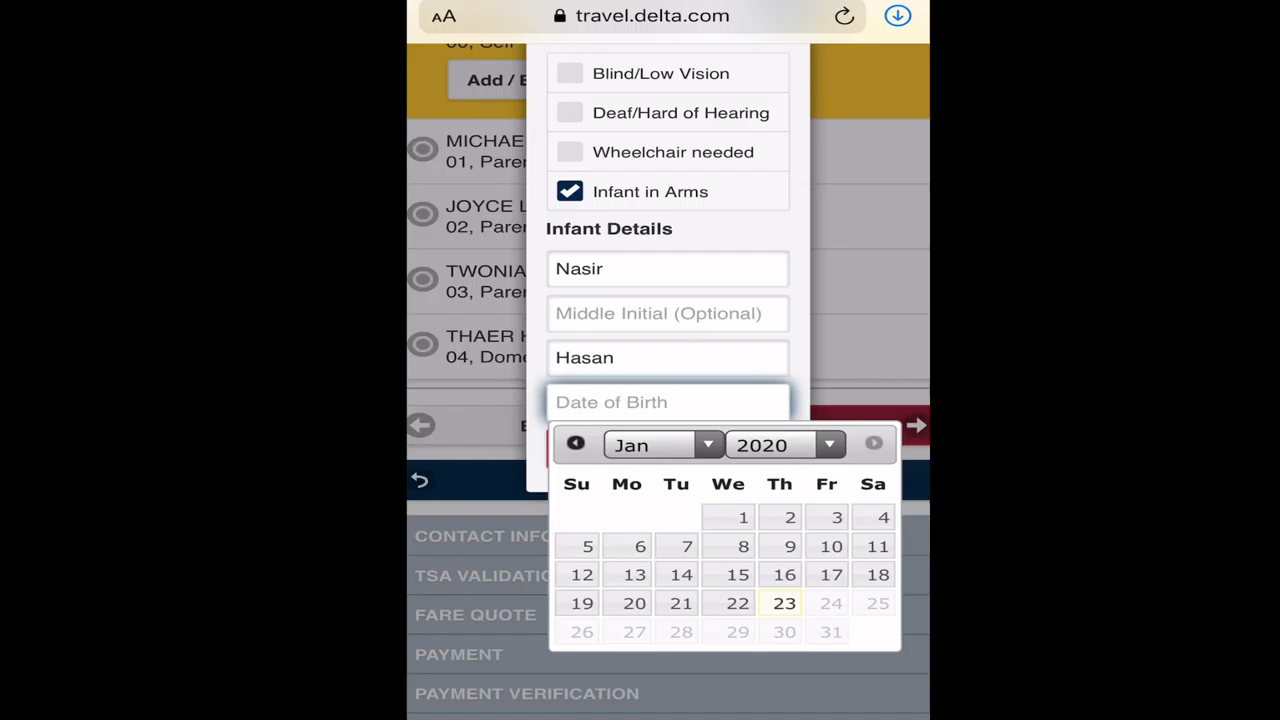 AA travel.delta.com
Add / E
Blind/Low Vision
Deaf/Hard of Hearing
MICHAE
01, Pare
Wheelchair needed
Infant in Arms
JOYCE L
02, Pare
Infant Details
Nasir
TWONIA
03, Pare
Middle Initial (Optional)
THAER H
04, Dome
Hasan
Date of Birth
Jan 2020
Su Mo Tu We Th Fr Sa
1 2 3 4
5 6 7 8 9 10 11
12 13 14 15 16 17 18
19 20 21 22 23 24 25
26 27 28 29 30 31
CONTACT INFO
TSA VALIDATIO
FARE QUOTE
PAYMENT
PAYMENT VERIFICATION